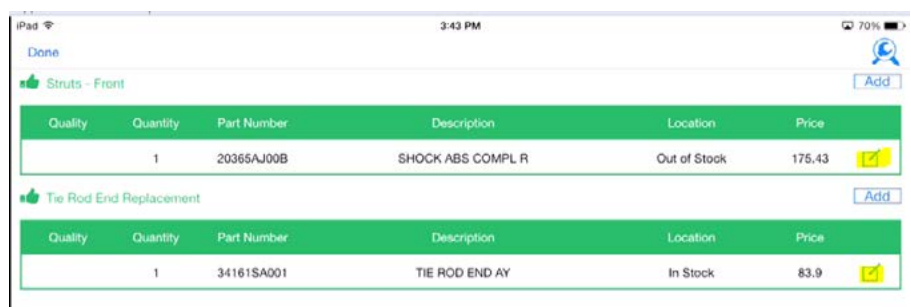 iPad 3:43 PM 70%
Done
Struts - Front Add
Quality Quantity Part Number Description Location Price
1 20365AJ00B SHOCK ABS COMPL R Out of Stock 175.43
Tie Rod End Replacement Add
Quality Quantity Part Number Description Location Price
1 34161SA001 TIE ROD END AY In Stock 83.9